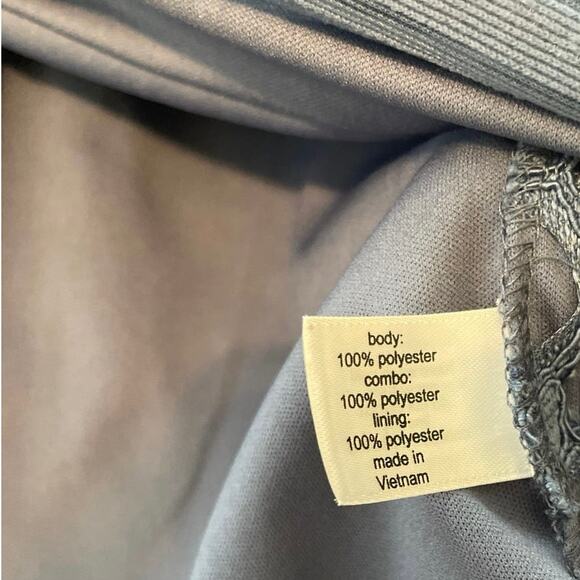 body:
100% polyester
combo:
100% polyester
lining:
100% polyester
made in
Vietnam